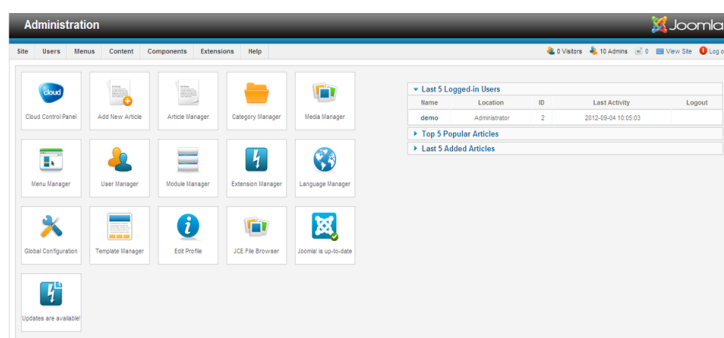 Administration
Joomla
Site Users Menus Content Components Extensions Help
0 Visitors 10 Admins 0 View Site Log o
cloud
Cloud Control Panel Add New Article Article Manager Category Manager Media Manager
Last 5 Logged-in Users
Name Location ID Last Activity Logout
demo Administrator 2 2012-09-04 10:05:03
Top 5 Popular Articles
Last 5 Added Articles
Menu Manager User Manager Module Manager Extension Manager Language Manager
Global Configuration Template Manager Edit Profile JCE File Browser Joomla! is up-to-date
Updates are available!